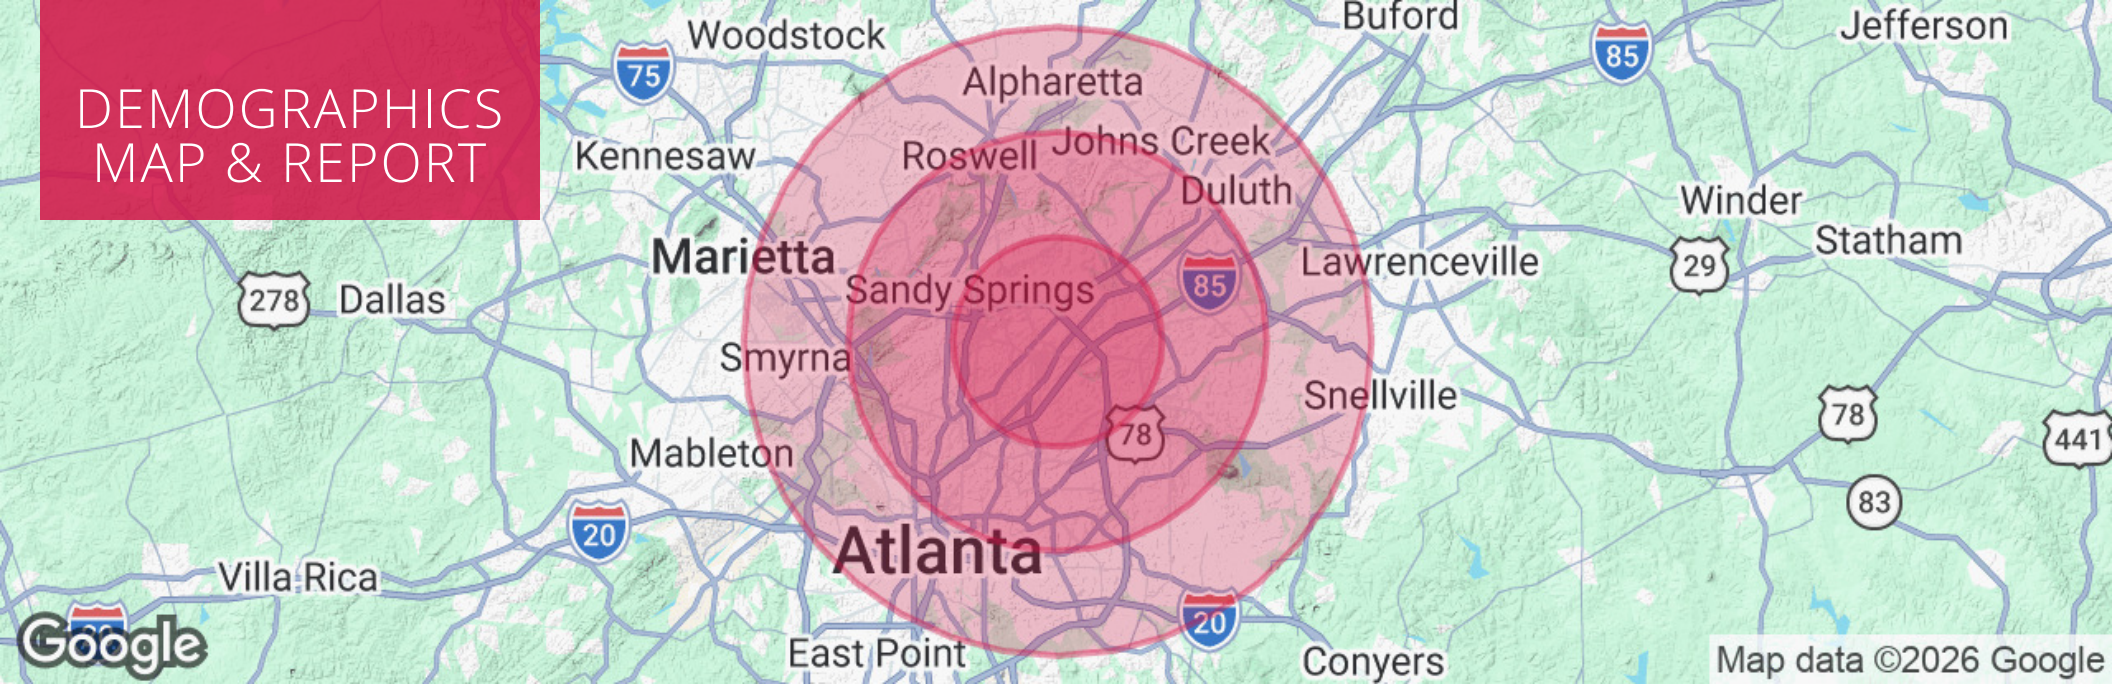 DEMOGRAPHICS
MAP & REPORT
Woodstock
Buford
Jefferson
75
85
Alpharetta
Kennesaw
Roswell
Johns Creek
Duluth
Winder
Marietta
Statham
Lawrenceville
29
278
Dallas
Sandy Springs
85
Smyrna
Snellville
78
78
441
Mableton
83
20
Atlanta
Villa Rica
20
20
Google
East Point
Conyers
Map data ©2026 Google